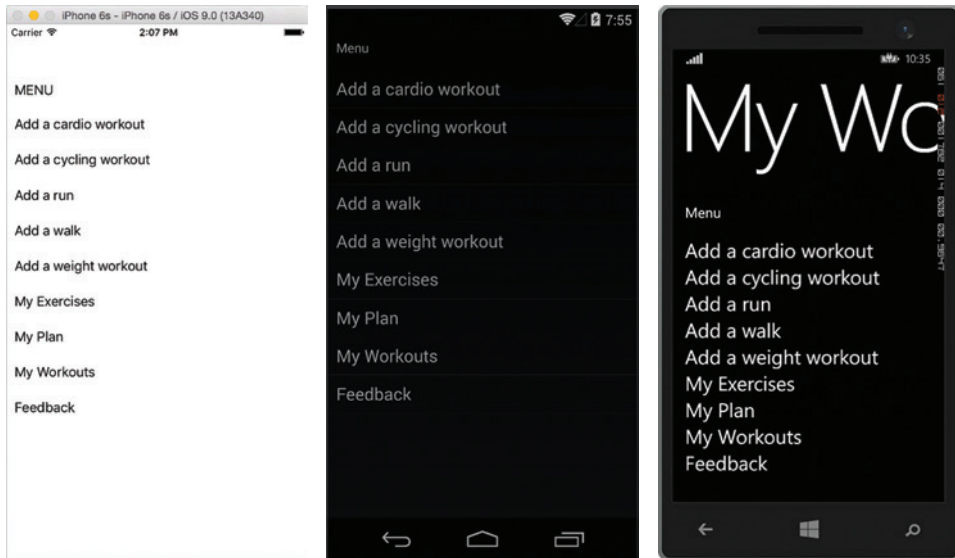 iPhone 6s - iPhone 6s / iOS 9.0 (13A340)
Carrier
2:07 PM
MENU
Add a cardio workout
Add a cycling workout
Add a run
Add a walk
Add a weight workout
My Exercises
My Plan
My Workouts
Feedback
7:55
Menu
Add a cardio workout
Add a cycling workout
Add a run
Add a walk
Add a weight workout
My Exercises
My Plan
My Workouts
Feedback
10:35
My Wo
Menu
Add a cardio workout
Add a cycling workout
Add a run
Add a walk
Add a weight workout
My Exercises
My Plan
My Workouts
Feedback